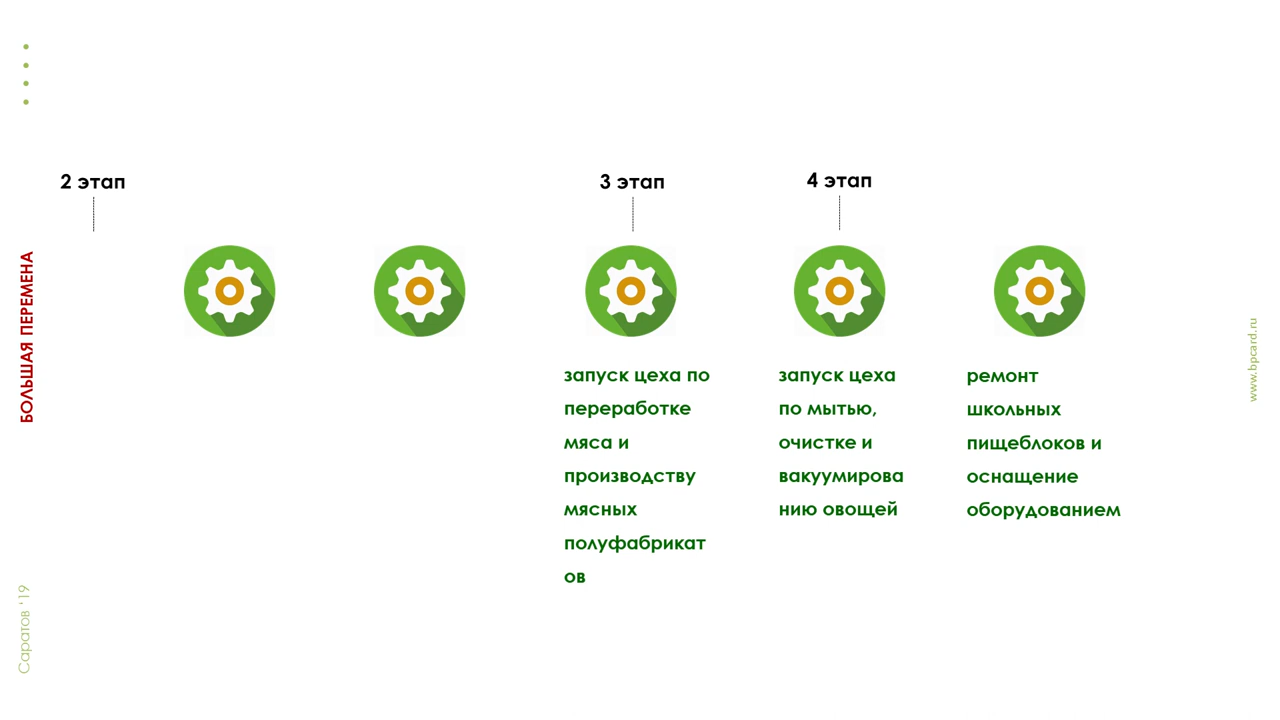 2 этап
3 этап
4 этап
БОЛЬШАЯ ПЕРЕМЕНА
запуск цеха по
переработке
мяса и
производству
мясных
полуфабрикат
ов
запуск цеха
по мытью,
очистке и
вакуумирова
нию овощей
ремонт
школьных
пищеблоков и
оснащение
оборудованием
www.bpcard.ru
Саратов '19